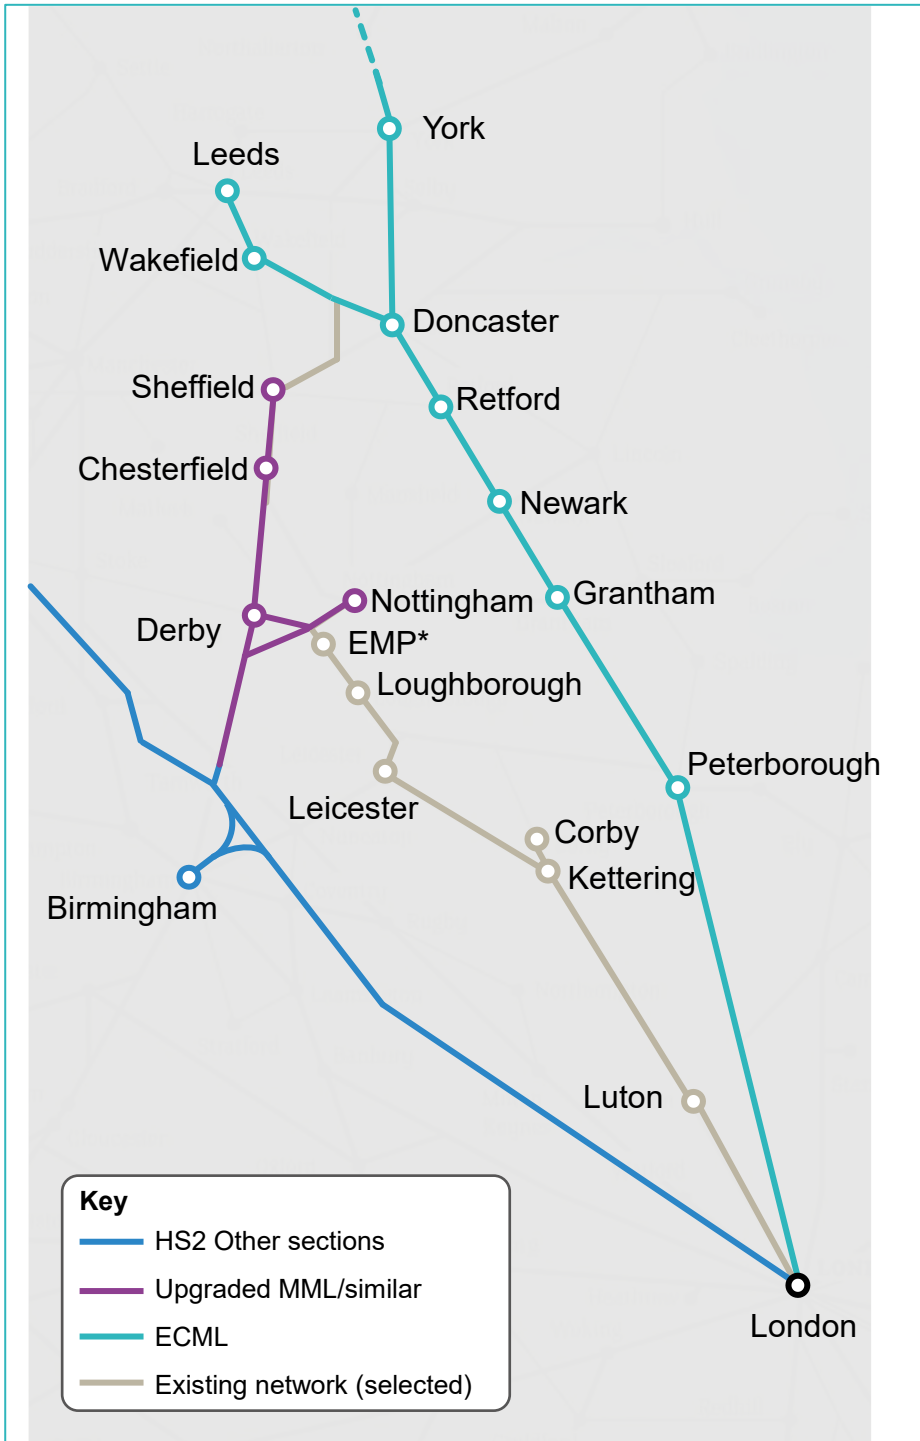 York
Leeds
Wakefield
Doncaster
Sheffield
Retford
Chesterfield
Newark
Nottingham
Grantham
Derby
EMP*
Loughborough
Peterborough
Leicester
Corby
Kettering
Birmingham
Luton
London
Key
HS2 Other sections
Upgraded MML/similar
ECML
Existing network (selected)